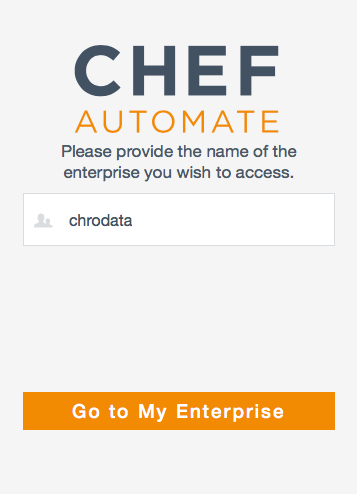 CHEF
AUTOMATE
Please provide the name of the
enterprise you wish to access.
chrodata
Go to My Enterprise